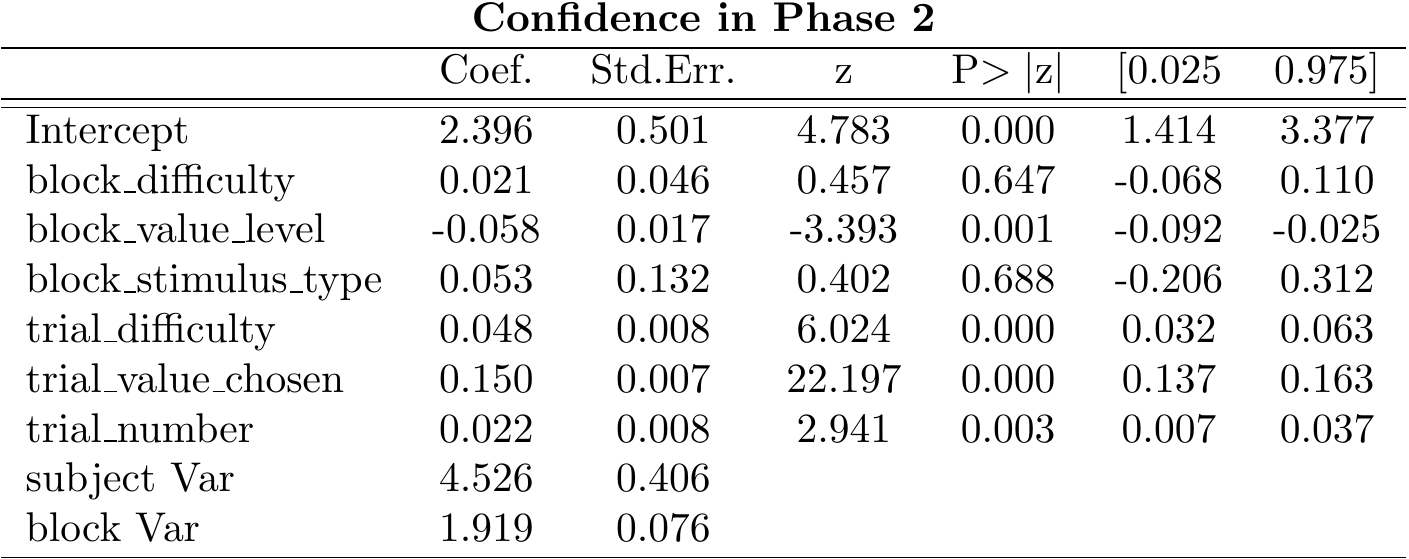 Confidence in Phase 2
Coef. Std.Err. z P> |z| [0.025 0.975]
Intercept 2.396 0.501 4.783 0.000 1.414 3.377
block_difficulty 0.021 0.046 0.457 0.647 -0.068 0.110
block_value_level -0.058 0.017 -3.393 0.001 -0.092 -0.025
block_stimulus_type 0.053 0.132 0.402 0.688 -0.206 0.312
trial_difficulty 0.048 0.008 6.024 0.000 0.032 0.063
trial_value_chosen 0.150 0.007 22.197 0.000 0.137 0.163
trial_number 0.022 0.008 2.941 0.003 0.007 0.037
subject Var 4.526 0.406
block Var 1.919 0.076